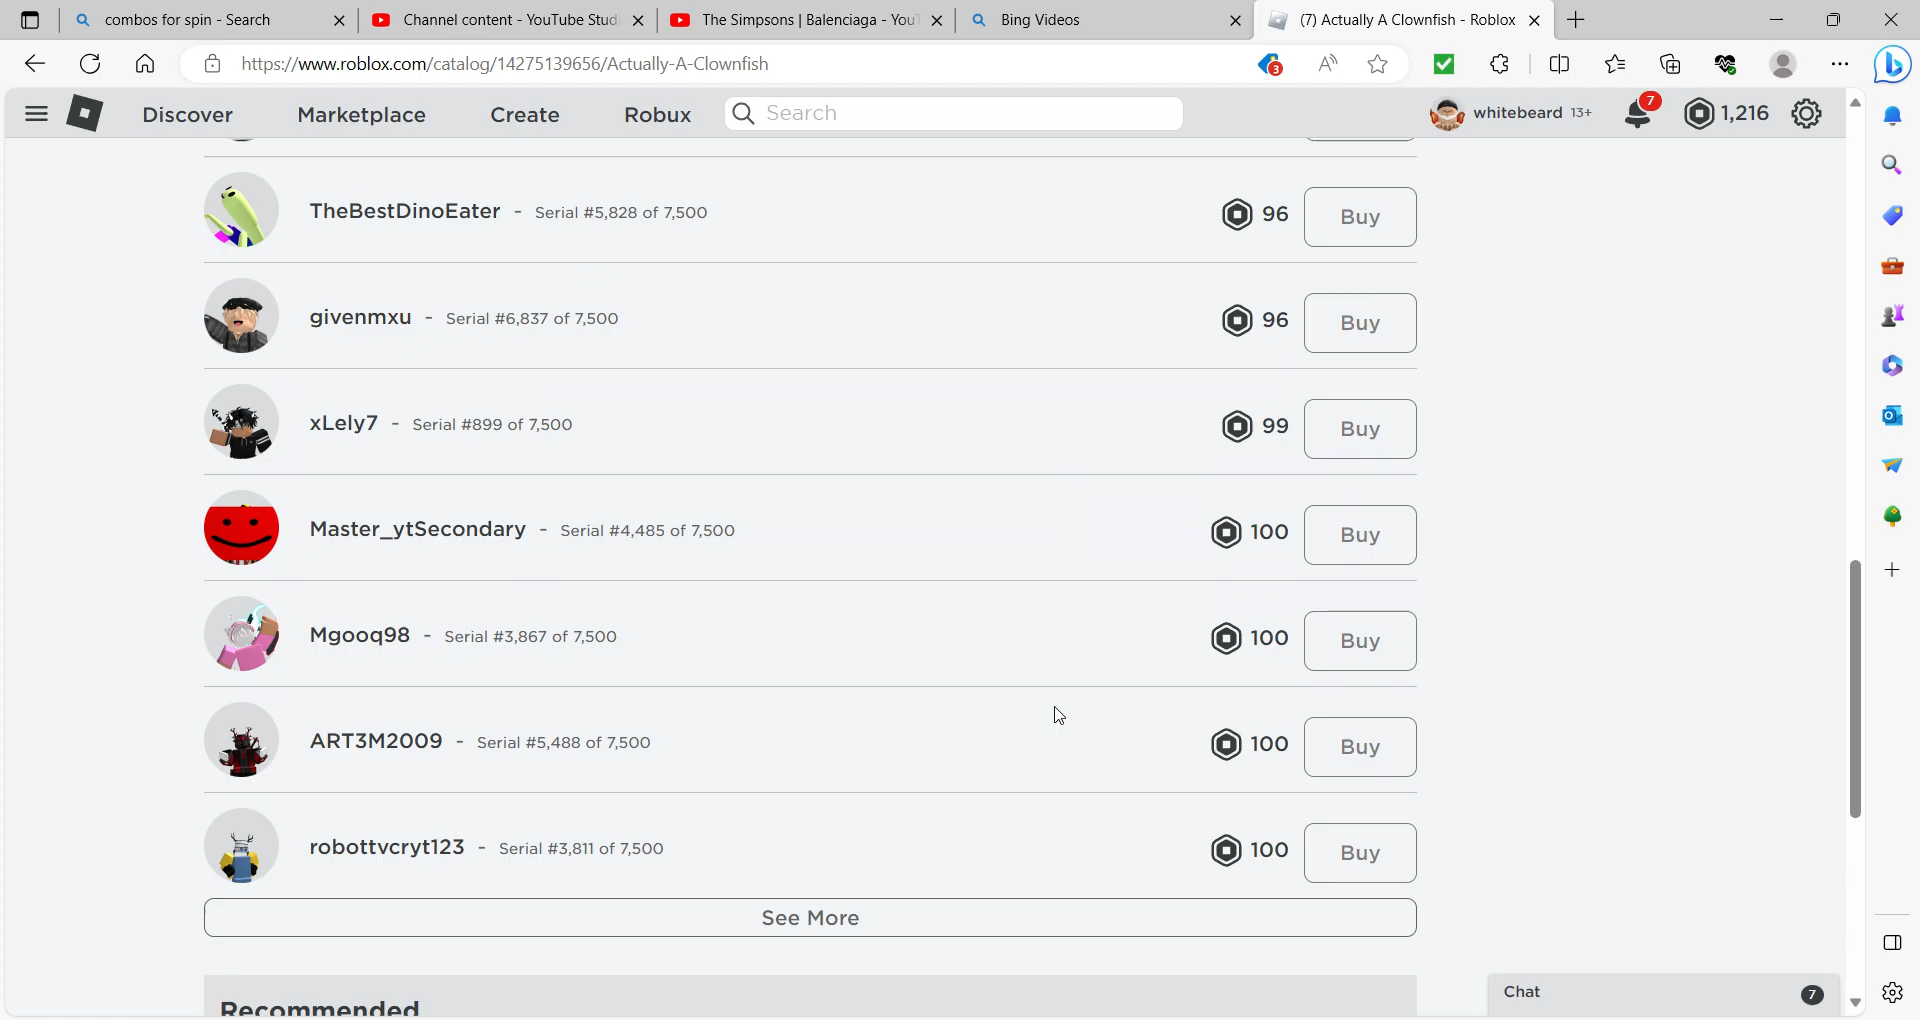 combos for spin - Search
Channel content - YouTube Studi
The Simpsons | Balenciaga - YouT
Bing Videos
(7) Actually A Clownfish - Roblox
https://www.roblox.com/catalog/14275139656/Actually-A-Clownfish
3
Discover
Marketplace
Create
Robux
Search
whitebeard 13+
7
1,216
TheBestDinoEater - Serial #5,828 of 7,500
96
Buy
givenmxu - Serial #6,837 of 7,500
96
Buy
xLely7 - Serial #899 of 7,500
99
Buy
Master_ytSecondary - Serial #4,485 of 7,500
100
Buy
Mgooq98 - Serial #3,867 of 7,500
100
Buy
ART3M2009 - Serial #5,488 of 7,500
100
Buy
robottvcryt123 - Serial #3,811 of 7,500
100
Buy
See More
Recommended
Chat
7